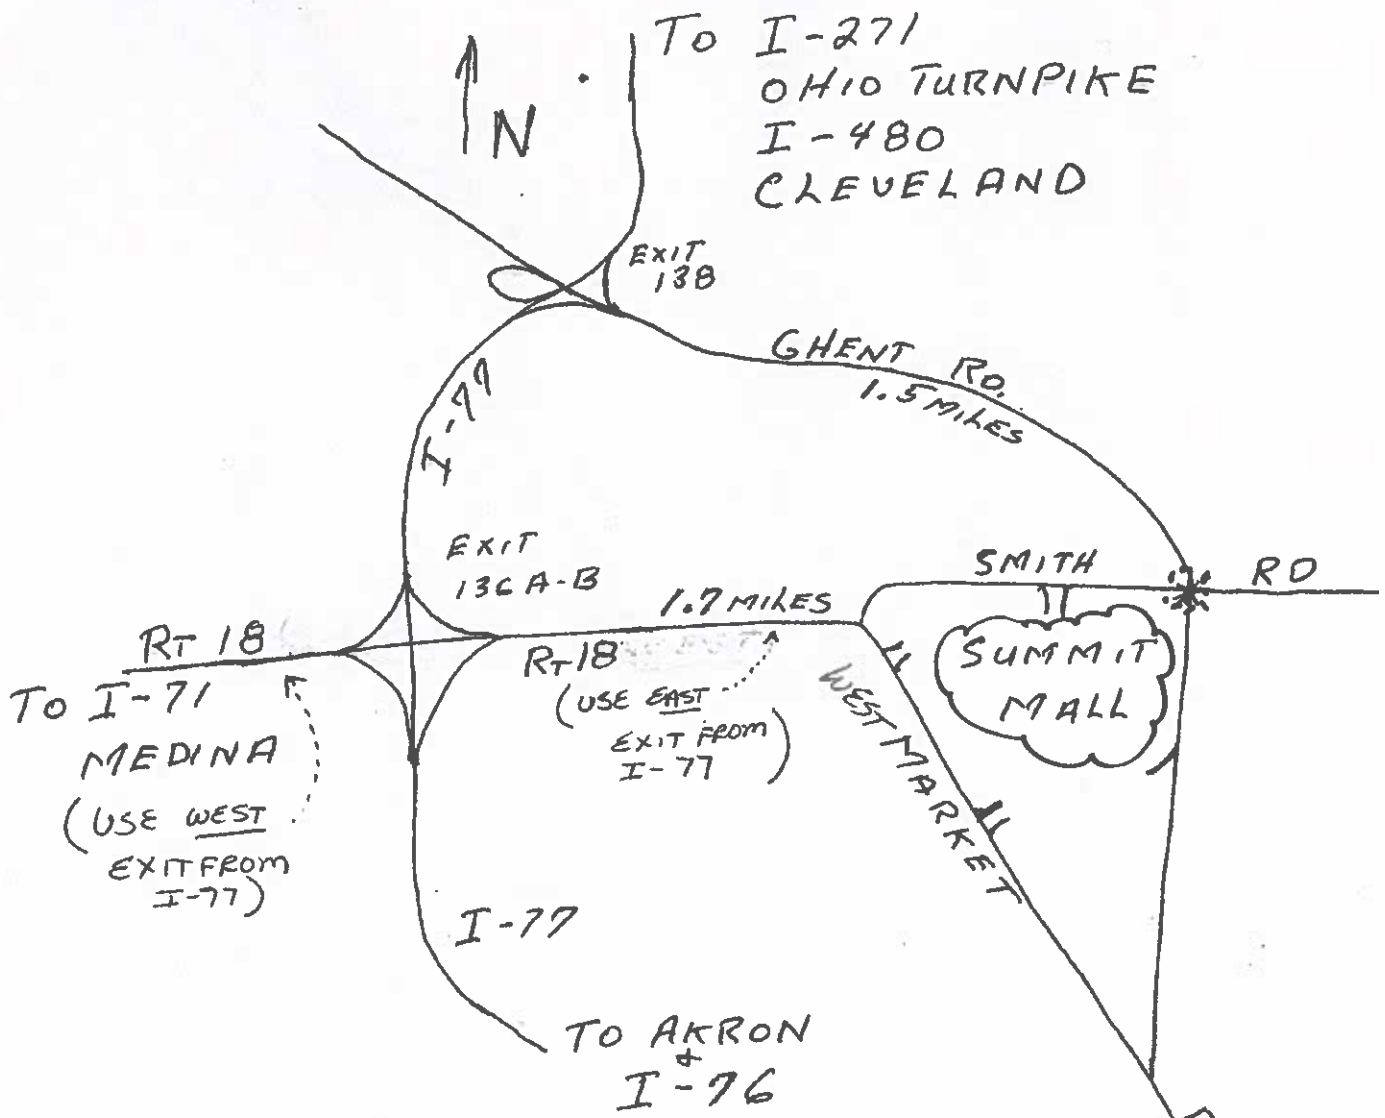 TO I-271
OHIO TURNPIKE
I-480
CLEVELAND
N
EXIT
138
GHENT RD.
1.5 MILES
I-77
EXIT
136 A-B
SMITH RD
1.7 MILES
RT 18
RT 18
TO I-71
MEDINA
(USE WEST
EXIT FROM
I-77)
(USE EAST
EXIT FROM
I-77)
WEST MARKET
SUMMIT
MALL
I-77
TO AKRON
+
I-76